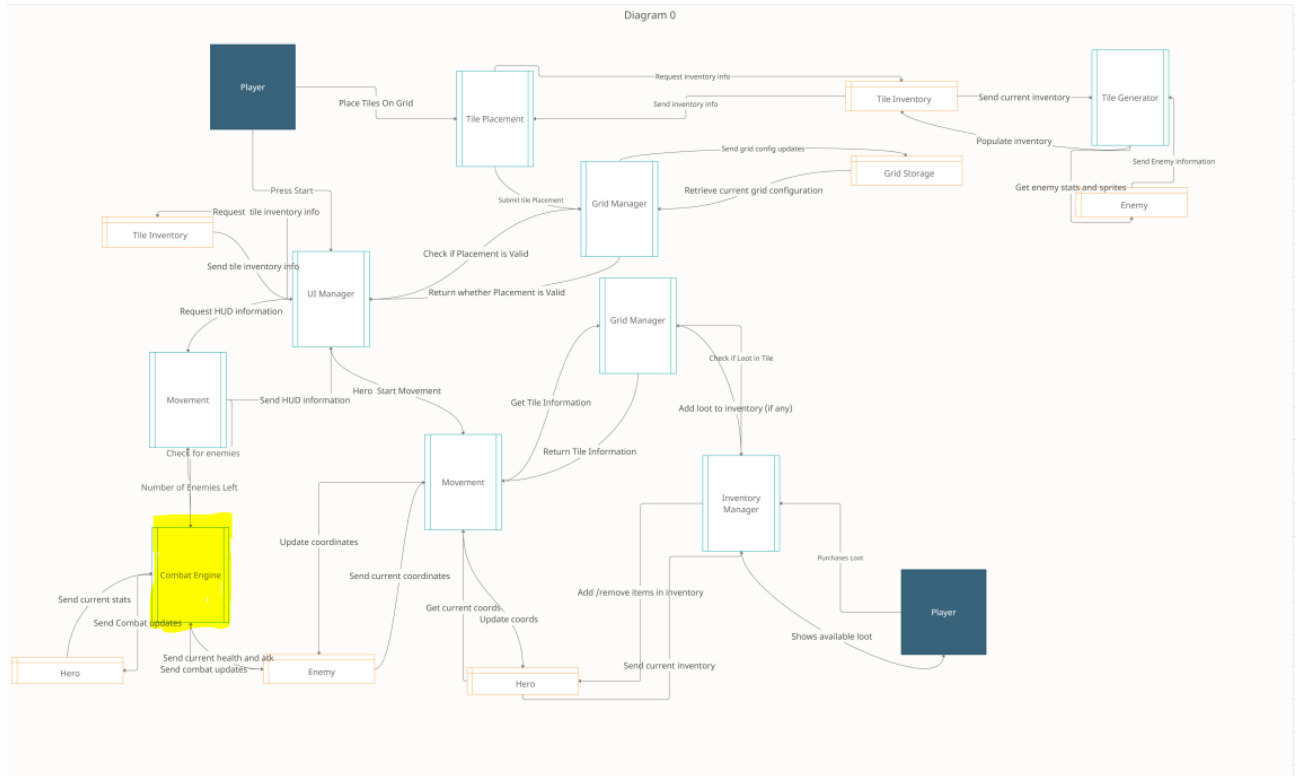 Diagram 0
Player
Place Tiles On Grid
Tile Placement
Request inventory info
Send inventory info
Tile Inventory
Send current inventory
Tile Generator
Populate inventory
Send Enemy information
Get enemy stats and sprites
Enemy
Send grid config updates
Grid Storage
Retrieve current grid configuration
Grid Manager
Submit tile Placement
Press Start
Request tile inventory info
Tile Inventory
Send tile inventory info
Check if Placement is Valid
Return whether Placement is Valid
UI Manager
Request HUD information
Grid Manager
Movement
Send HUD information
Hero Start Movement
Check if Loot in Tile
Get Tile Information
Add loot to inventory (if any)
Return Tile Information
Check for enemies
Number of Enemies Left
Movement
Inventory
Manager
Update coordinates
Purchases Loot
Combat Engine
Send current stats
Send current coordinates
Add /remove items in inventory
Get current coords
Update coords
Player
Send Combat updates
Shows available loot
Send current health and atk
Send combat updates
Send current inventory
Hero
Enemy
Hero